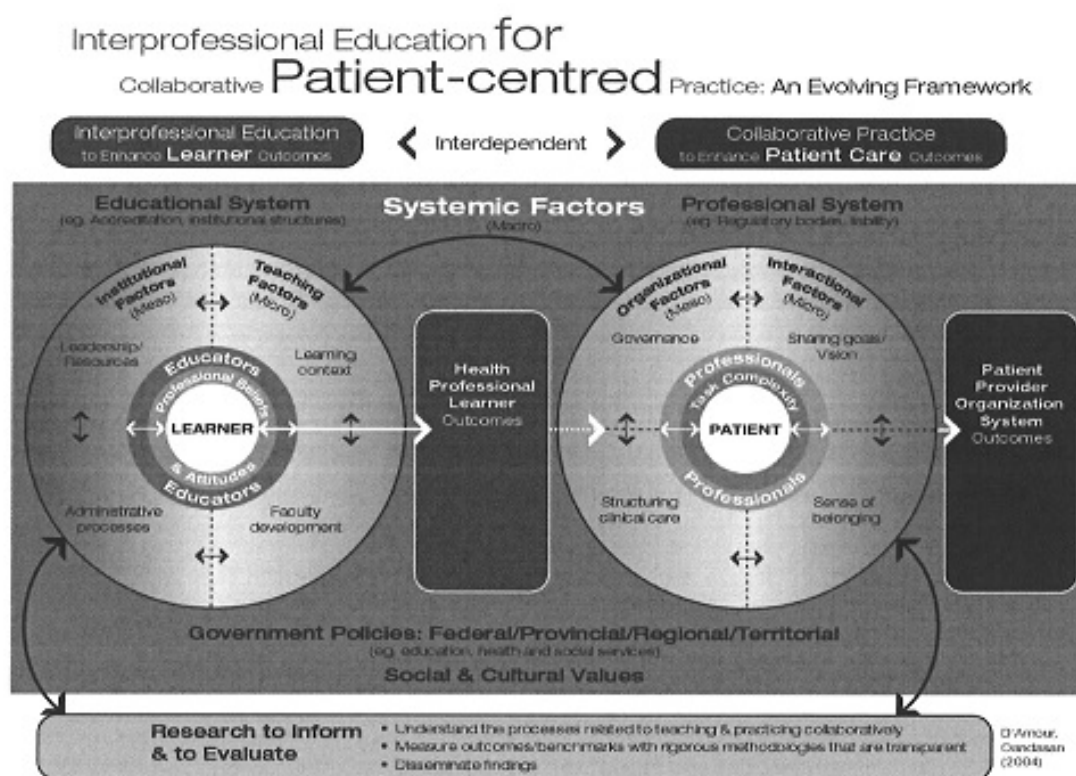 Interprofessional Education for
Collaborative Patient-centred Practice: An Evolving Framework
Interprofessional Education
to Enhance Learner Outcomes
Interdependent
Collaborative Practice
to Enhance Patient Care Outcomes
Educational System
(eg. Accreditation, institutional structures)
Systemic Factors
(Macro)
Professional System
(eg. Regulatory bodies, liability)
Institutional
Factors
(Meso)
Teaching
Factors
(Micro)
Leadership/
Resources
Learning
context
Educators
Professional Beliefs
LEARNER
& Attitudes
Educators
Administrative
processes
Faculty
development
Health
Professional
Learner
Outcomes
Organizational
Factors
(Meso)
Interactional
Factors
(Micro)
Governance
Sharing goals/
Vision
Professionals
Task Complexity
PATIENT
Professionals
Structuring
clinical care
Sense of
belonging
Patient
Provider
Organization
System
Outcomes
Government Policies: Federal/Provincial/Regional/Territorial
(eg. education, health and social services)
Social & Cultural Values
Research to Inform
& to Evaluate
• Understand the processes related to teaching & practicing collaboratively
• Measure outcomes/benchmarks with rigorous methodologies that are transparent
• Disseminate findings
D'Amour,
Oandasan
(2004)